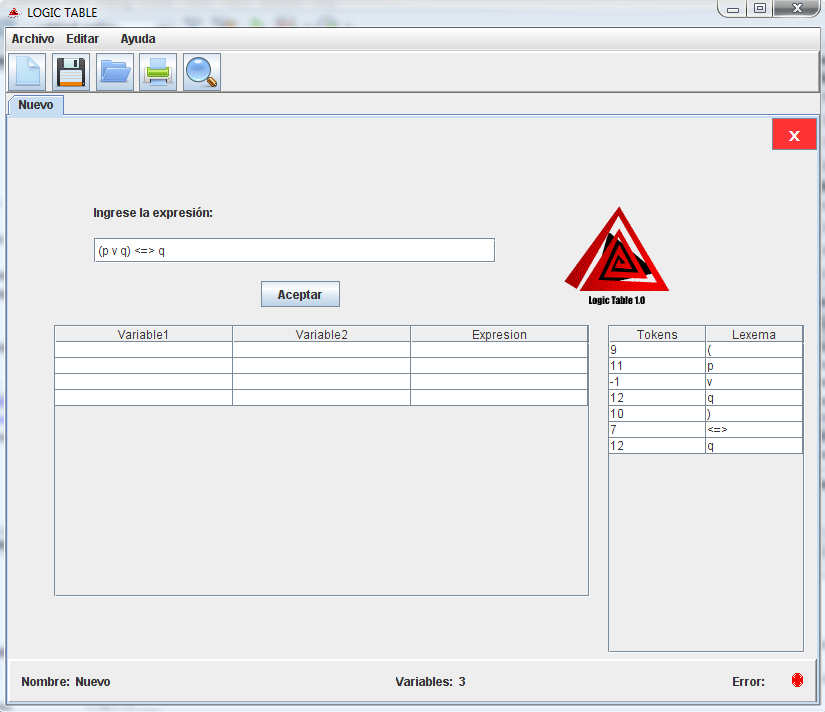 LOGIC TABLE
Archivo Editar Ayuda
Nuevo
x
Ingrese la expresión:
(p v q) <=> q
Aceptar
Logic Table 1.0
Variable1 Variable2 Expresion
Tokens Lexema
9 (
11 p
-1 v
12 q
10 )
7 <=>
12 q
Nombe: Nuevo Variables: 3 Error: